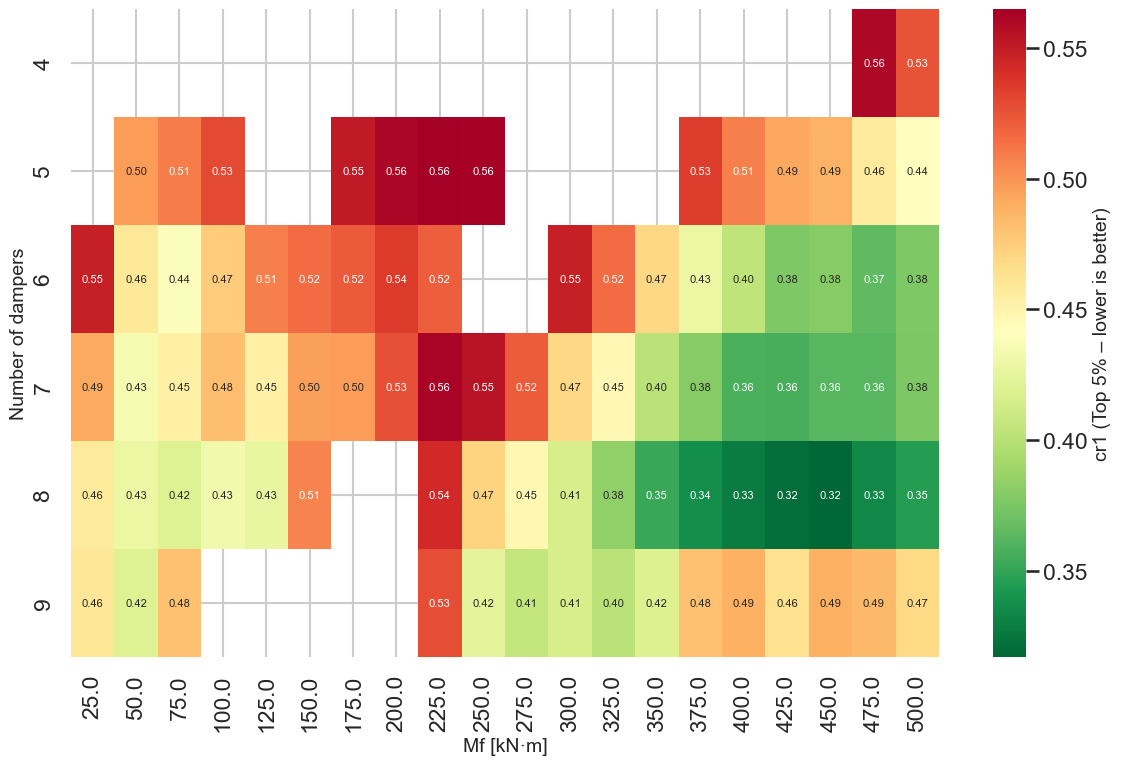 4
0.56 0.53
0.55
5
0.50 0.51 0.53 0.55 0.56 0.56 0.56 0.53 0.51 0.49 0.49 0.46 0.44
0.50
6
0.55 0.46 0.44 0.47 0.51 0.52 0.52 0.54 0.52 0.55 0.52 0.47 0.43 0.40 0.38 0.38 0.37 0.38
0.45
7
0.49 0.43 0.45 0.48 0.45 0.50 0.50 0.53 0.56 0.55 0.52 0.47 0.45 0.40 0.38 0.36 0.36 0.36 0.36 0.38
0.40
8
0.46 0.43 0.42 0.43 0.43 0.51 0.54 0.47 0.45 0.41 0.38 0.35 0.34 0.33 0.32 0.32 0.33 0.35
0.35
9
0.46 0.42 0.48 0.53 0.42 0.41 0.41 0.40 0.42 0.48 0.49 0.46 0.49 0.49 0.47
Number of dampers
cr1 (Top 5% – lower is better)
25.0 50.0 75.0 100.0 125.0 150.0 175.0 200.0 225.0 250.0 275.0 300.0 325.0 350.0 375.0 400.0 425.0 450.0 475.0 500.0
Mf [kN·m]